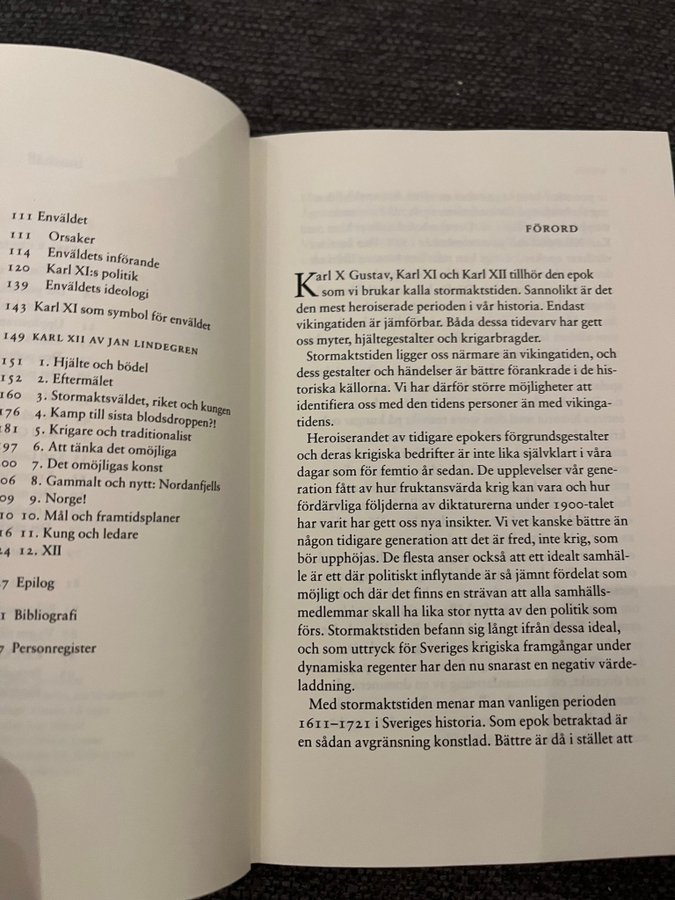 111 Enväldet
111 Orsaker
114 Enväldets införande
120 Karl XI:s politik
139 Enväldets ideologi
143 Karl XI som symbol för enväldet
149 KARL XII AV JAN LINDEGREN
151 1. Hjälte och bödel
152 2. Eftermälet
160 3. Stormaktsväldet, riket och kungen
176 4. Kamp till sista blodsdroppen?!
181 5. Krigare och traditionalist
97 6. Att tänka det omöjliga
00 7. Det omöjligas konst
06 8. Gammalt och nytt: Nordanfjells
09 9. Norge!
10 10. Mål och framtidsplaner
16 11. Kung och ledare
24 12. XII
7 Epilog
1 Bibliografi
7 Personregister
FÖRORD
Karl X Gustav, Karl XI och Karl XII tillhör den epok
som vi brukar kalla stormaktstiden. Sannolikt är det
den mest heroiserade perioden i vår historia. Endast
vikingatiden är jämförbar. Båda dessa tidevarv har gett
oss myter, hjältegestalter och krigarbragder.
Stormaktstiden ligger oss närmare än vikingatiden, och
dess gestalter och händelser är bättre förankrade i de his-
toriska källorna. Vi har därför större möjligheter att
identifiera oss med den tidens personer än med vikinga-
tidens.
Heroiserandet av tidigare epokers förgrundsgestalter
och deras krigiska bedrifter är inte lika självklart i våra
dagar som för femtio år sedan. De upplevelser vår gene-
ration fått av hur fruktansvärda krig kan vara och hur
fördärvliga följderna av diktaturerna under 1900-talet
har varit har gett oss nya insikter. Vi vet kanske bättre än
någon tidigare generation att det är fred, inte krig, som
bör upphöjas. De flesta anser också att ett idealt samhäl-
le är ett där politiskt inflytande är så jämnt fördelat som
möjligt och där det finns en strävan att alla samhälls-
medlemmar skall ha lika stor nytta av den politik som
förs. Stormaktstiden befann sig långt ifrån dessa ideal,
och som uttryck för Sveriges krigiska framgångar under
dynamiska regenter har den nu snarast en negativ värde-
laddning.
Med stormaktstiden menar man vanligen perioden
1611–1721 i Sveriges historia. Som epok betraktad är
en sådan avgränsning konstlad. Bättre är då i stället att